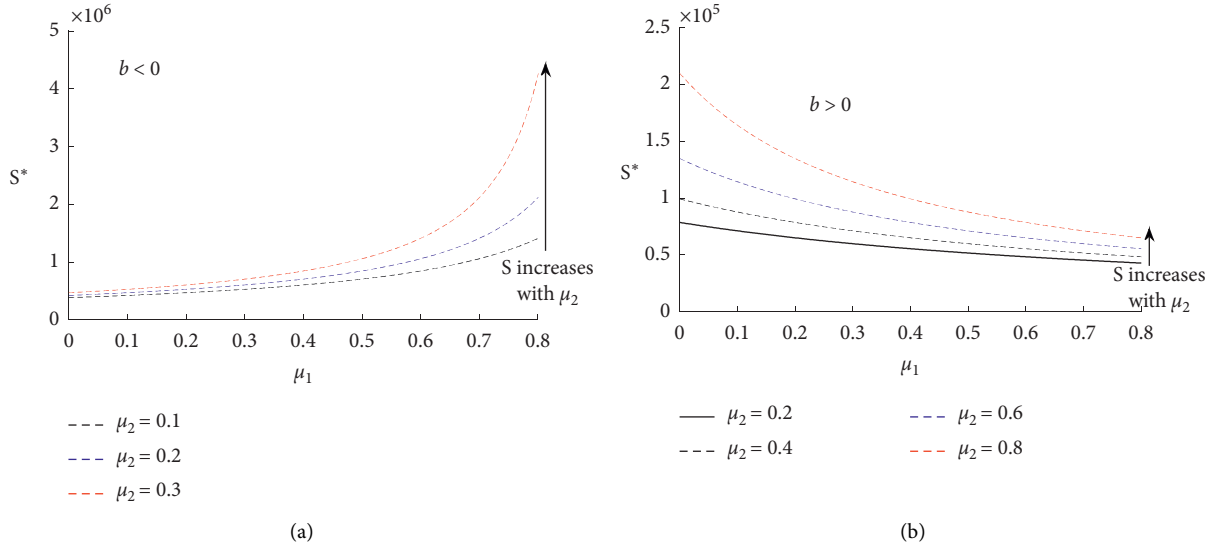 ×10⁶
5
4
3
2
1
0
S*
b < 0
S increases
with μ₂
0 0.1 0.2 0.3 0.4 0.5 0.6 0.7 0.8
μ₁
μ₂ = 0.1
μ₂ = 0.2
μ₂ = 0.3
(a)
×10⁵
2.5
2
1.5
1
0.5
0
S*
b > 0
S increases
with μ₂
0 0.1 0.2 0.3 0.4 0.5 0.6 0.7 0.8
μ₁
μ₂ = 0.2
μ₂ = 0.4
μ₂ = 0.6
μ₂ = 0.8
(b)